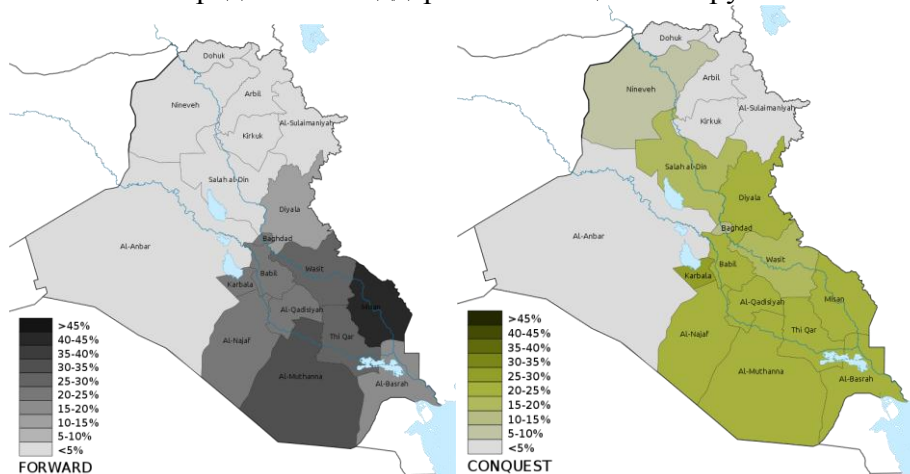 Dohuk
Nineveh
Arbil
Al-Sulaimaniyah
Kirkuk
Salah al-Din
Diyala
Al-Anbar
Baghdad
Wasit
Babil
Karbala
Misan
Al-Qadisiyah
Thi Qar
Al-Najaf
Al-Muthanna
Al-Basrah
>45%
40-45%
35-40%
30-35%
25-30%
20-25%
15-20%
10-15%
5-10%
<5%
FORWARD
Dohuk
Nineveh
Arbil
Al-Sulaimaniyah
Kirkuk
Salah al-Din
Diyala
Al-Anbar
Baghdad
Wasit
Babil
Karbala
Misan
Al-Qadisiyah
Thi Qar
Al-Najaf
Al-Muthanna
Al-Basrah
>45%
40-45%
35-40%
30-35%
25-30%
20-25%
15-20%
10-15%
5-10%
<5%
CONQUEST